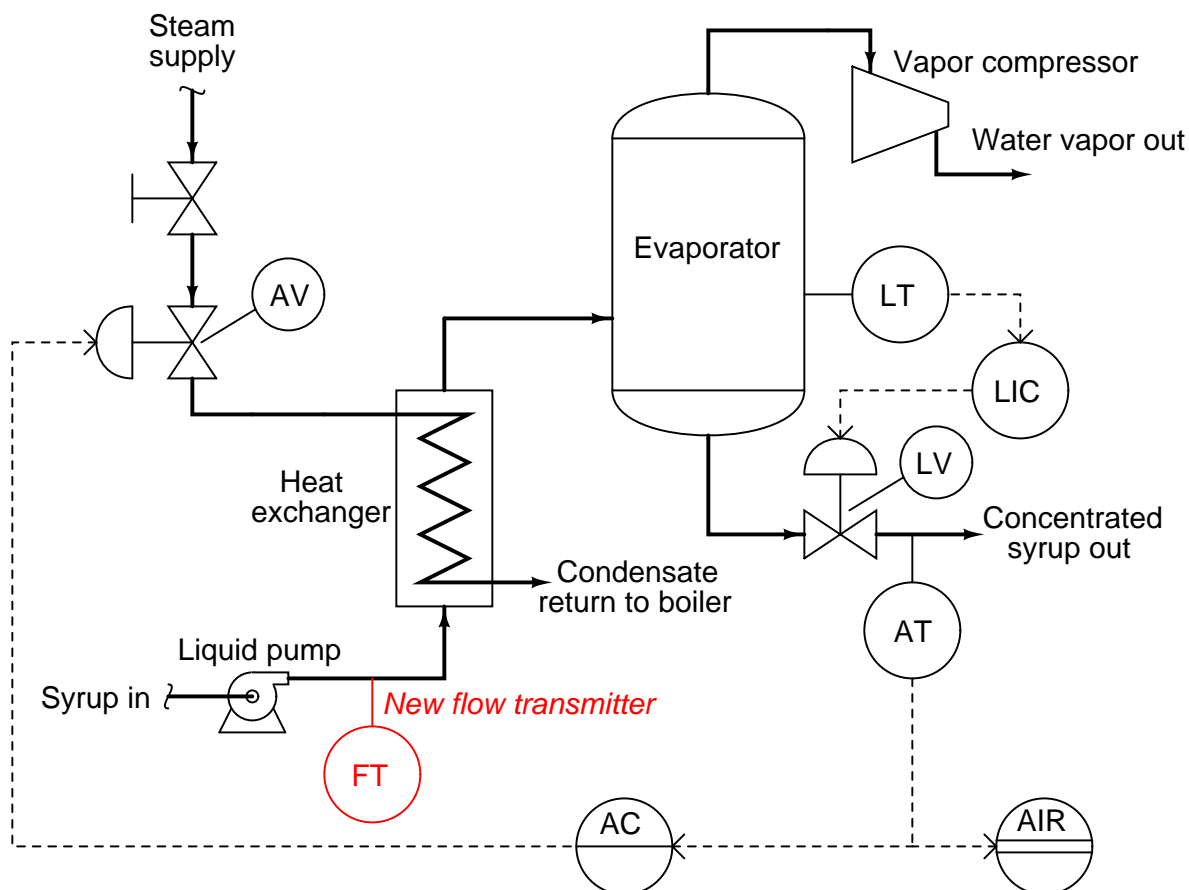 Steam
supply
Vapor compressor
Water vapor out
Evaporator
AV
LT
LIC
LV
Heat
exchanger
Concentrated
syrup out
Condensate
return to boiler
AT
Liquid pump
Syrup in
New flow transmitter
FT
AC
AIR